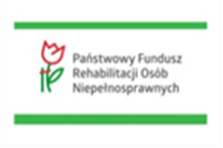 Państwowy Fundusz
Rehabilitacji Osób
Niepełnosprawnych